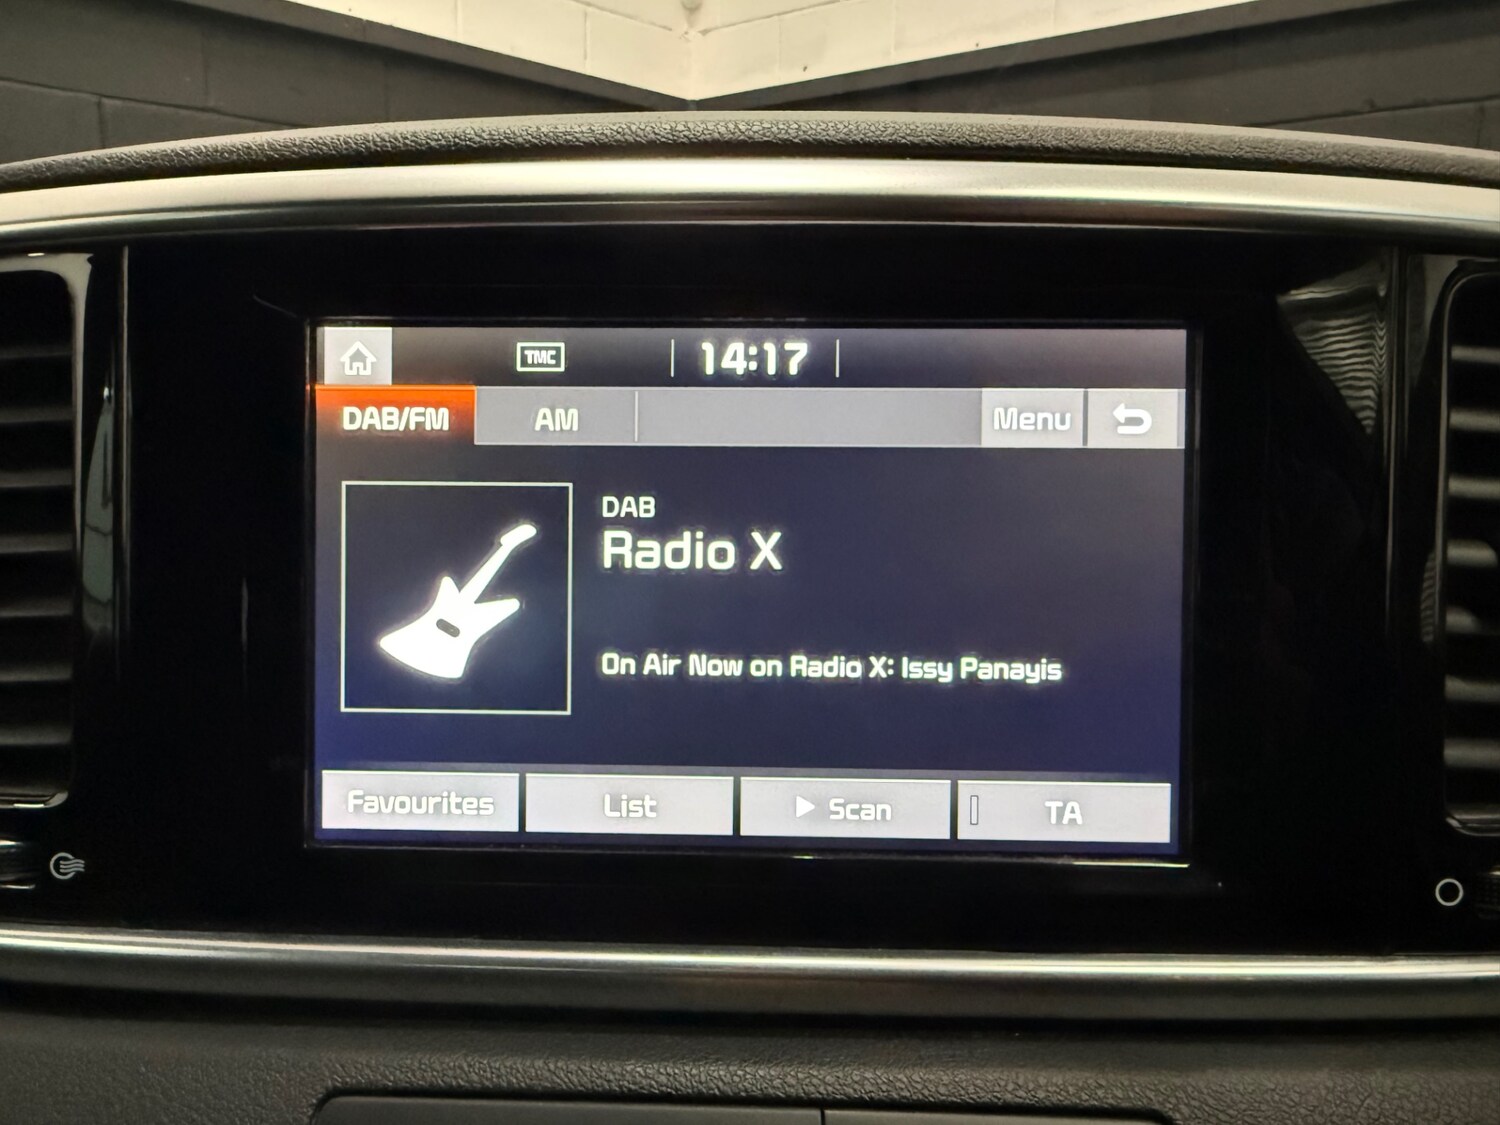 TMC
14:17
DAB/FM
AM
Menu
DAB
Radio X
On Air Now on Radio X: Issy Panayis
Favourites
List
Scan
TA